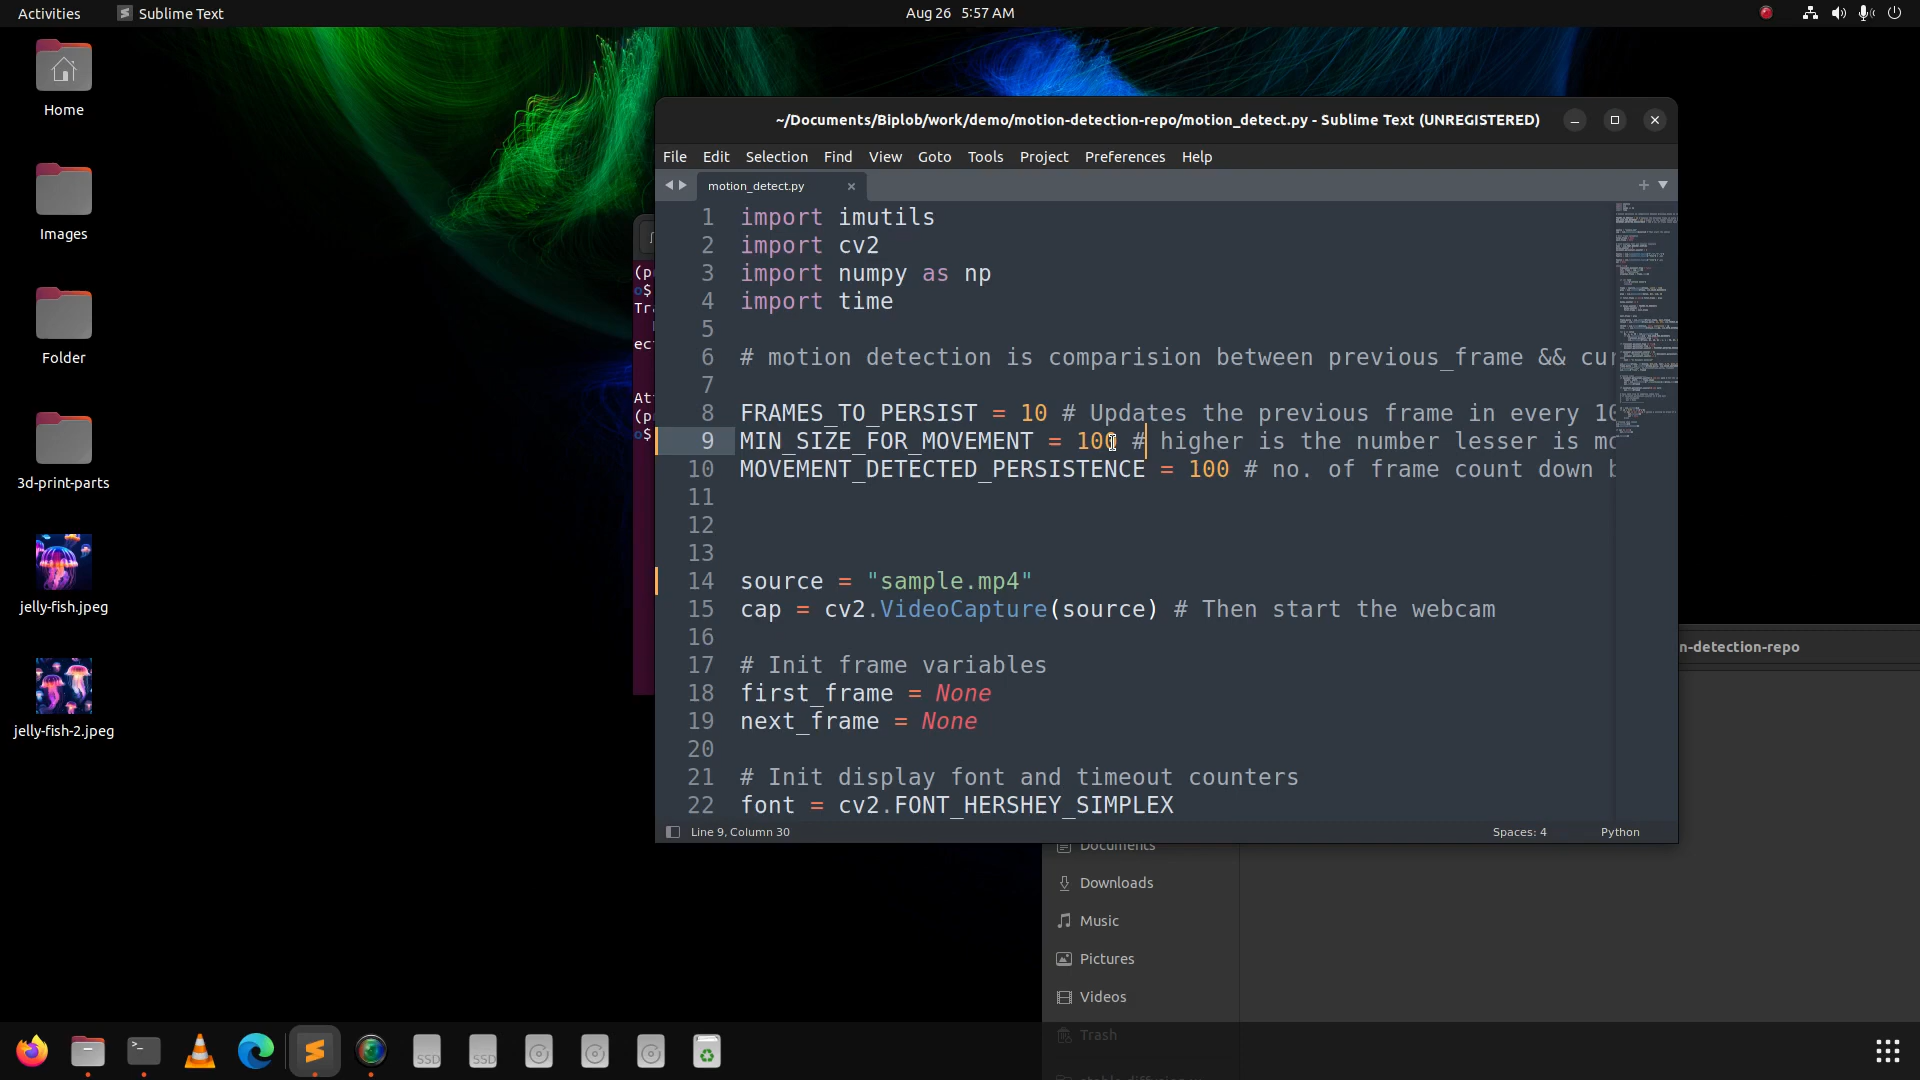 Activities
Sublime Text
Aug 26 5:57 AM
Home
Images
Folder
3d-print-parts
jelly-fish.jpeg
jelly-fish-2.jpeg
~/Documents/Biplob/work/demo/motion-detection-repo/motion_detect.py - Sublime Text (UNREGISTERED)
File Edit Selection Find View Goto Tools Project Preferences Help
motion_detect.py
1 import imutils
2 import cv2
3 import numpy as np
4 import time
5
6 # motion detection is comparision between previous_frame && cur
7
8 FRAMES_TO_PERSIST = 10 # Updates the previous frame in every 10
9 MIN_SIZE_FOR_MOVEMENT = 100 # higher is the number lesser is mo
10 MOVEMENT_DETECTED_PERSISTENCE = 100 # no. of frame count down b
11
12
13
14 source = "sample.mp4"
15 cap = cv2.VideoCapture(source) # Then start the webcam
16
17 # Init frame variables
18 first_frame = None
19 next_frame = None
20
21 # Init display font and timeout counters
22 font = cv2.FONT_HERSHEY_SIMPLEX
Line 9, Column 30
Spaces: 4
Python
(p
o$
Tr
ec
At
(p
o$
n-detection-repo
Documents
Downloads
Music
Pictures
Videos
Trash
SSD
SSD